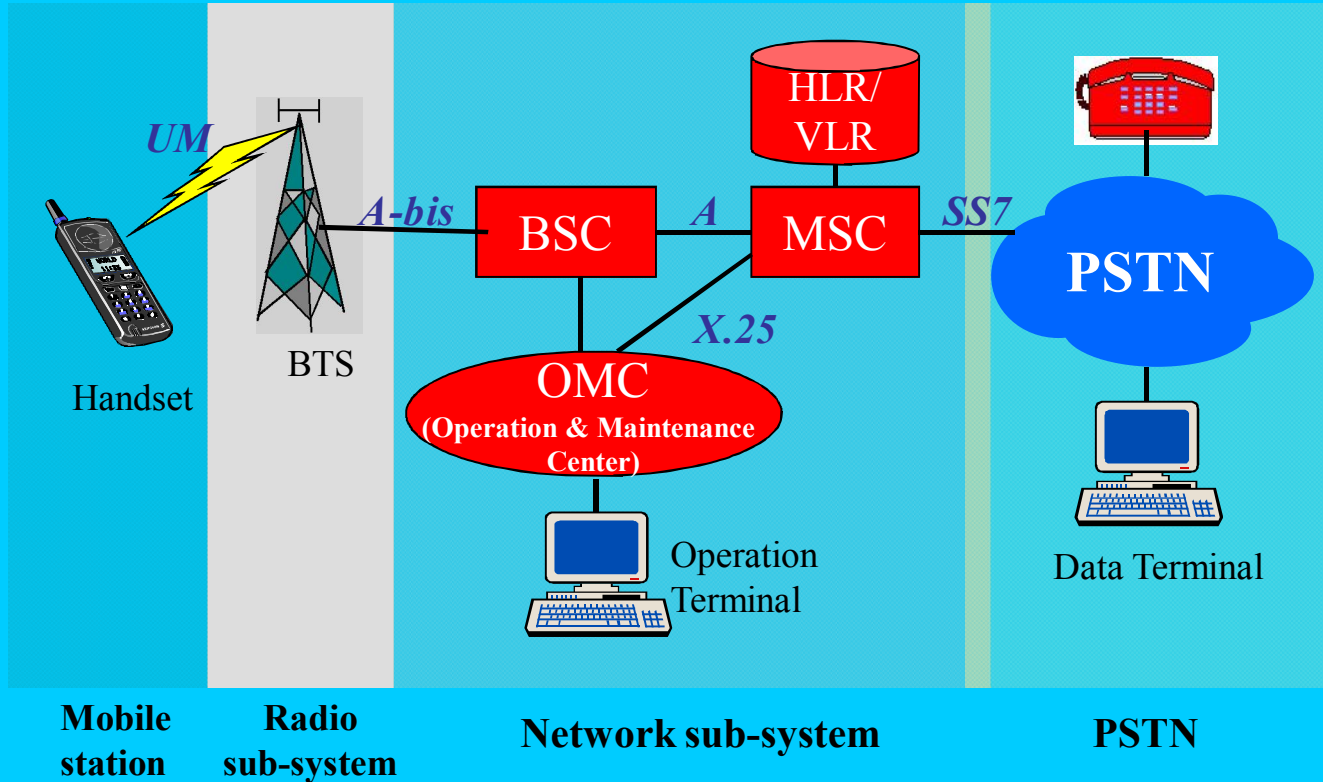 HLR/
VLR
UM
A-bis
BSC
A
MSC
SS7
PSTN
X.25
BTS
Handset
OMC
(Operation & Maintenance
Center)
Operation
Terminal
Data Terminal
Mobile
station
Radio
sub-system
Network sub-system
PSTN